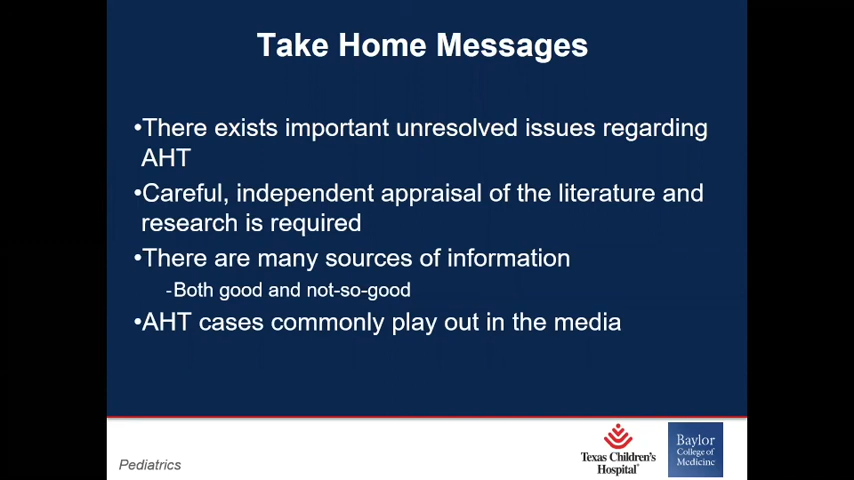 Take Home Messages
•There exists important unresolved issues regarding
AHT
•Careful, independent appraisal of the literature and
research is required
•There are many sources of information
-Both good and not-so-good
•AHT cases commonly play out in the media
Pediatrics
Texas Children's
Hospital®
Baylor
College of
Medicine